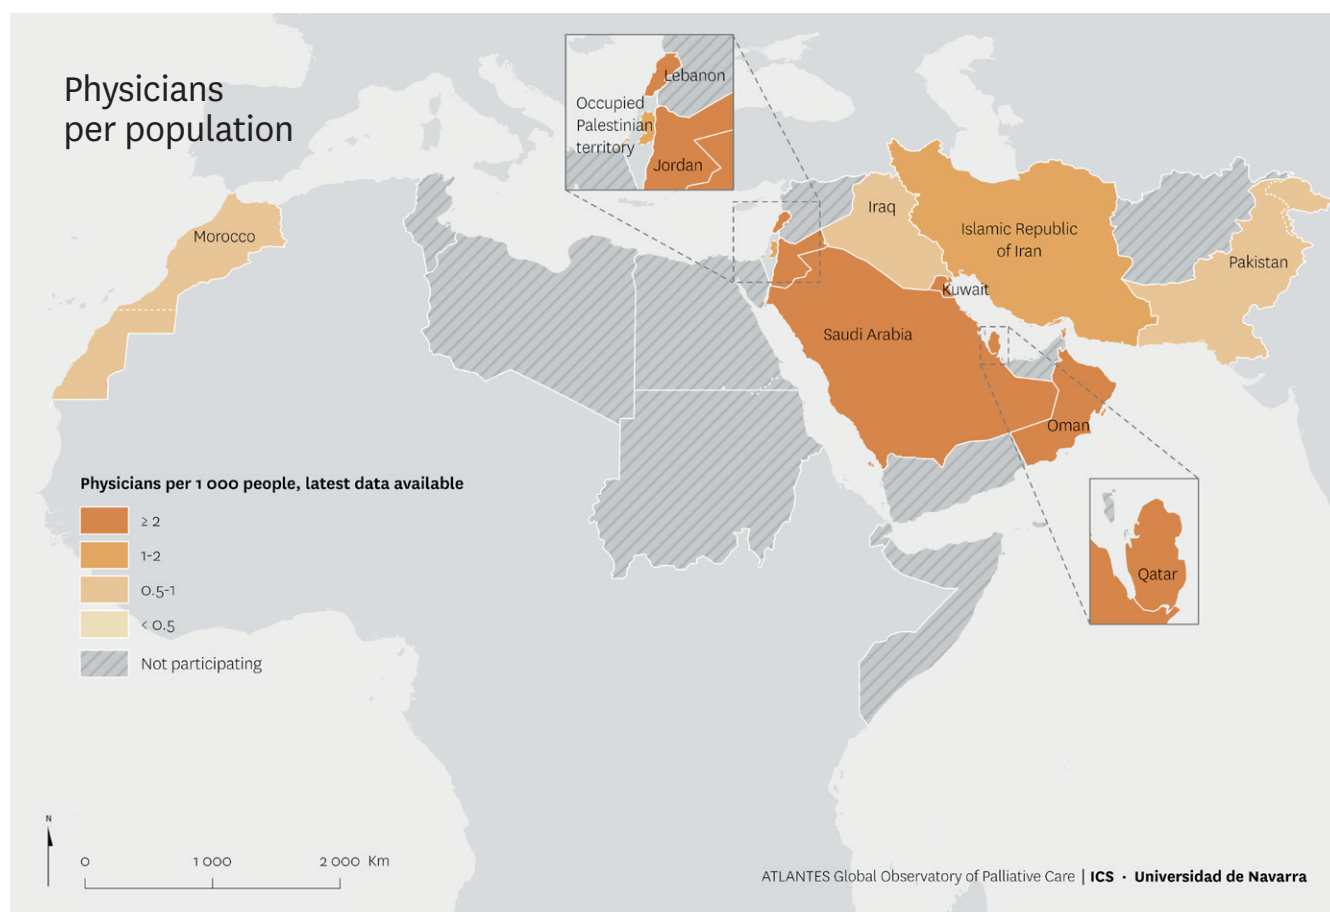 Physicians
per population
Lebanon
Occupied
Palestinian
territory
Jordan
Morocco
Iraq
Islamic Republic
of Iran
Pakistan
Kuwait
Saudi Arabia
Oman
Qatar
Physicians per 1 000 people, latest data available
≥ 2
1-2
0.5-1
< 0.5
Not participating
N
0 1 000 2 000 Km
ATLANTES Global Observatory of Palliative Care | ICS · Universidad de Navarra